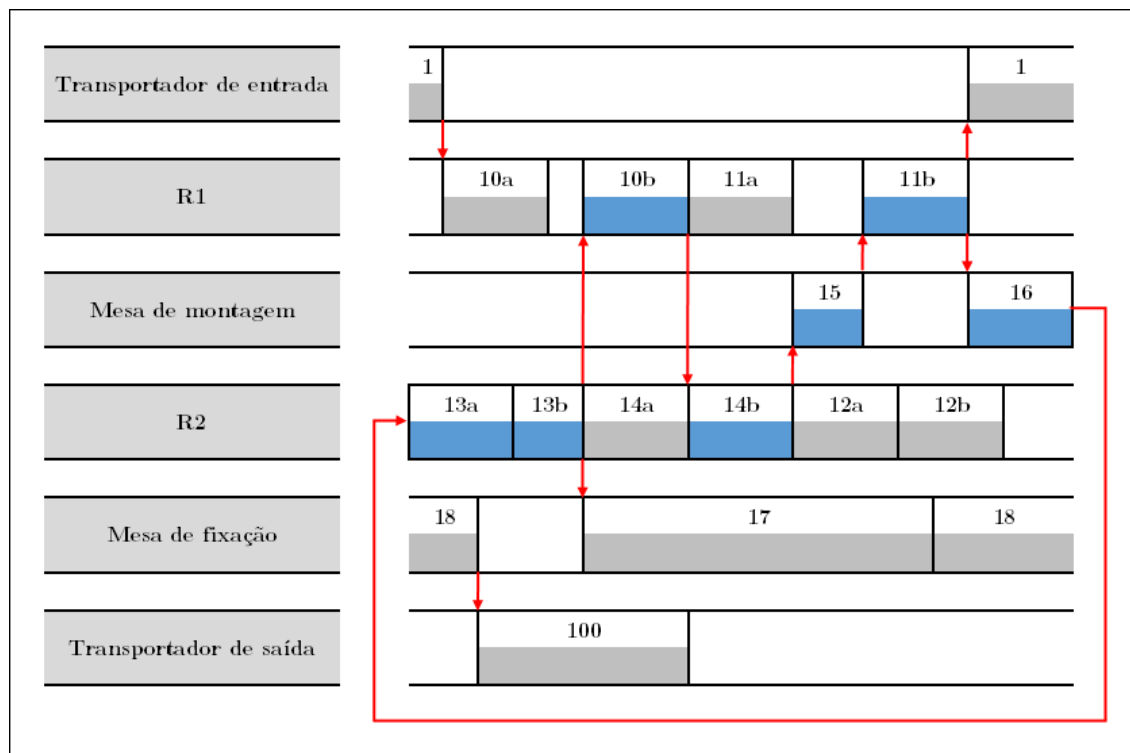 Transportador de entrada
1
1
R1
10a
10b
11a
11b
Mesa de montagem
15
16
R2
13a
13b
14a
14b
12a
12b
Mesa de fixação
18
17
18
Transportador de saída
100